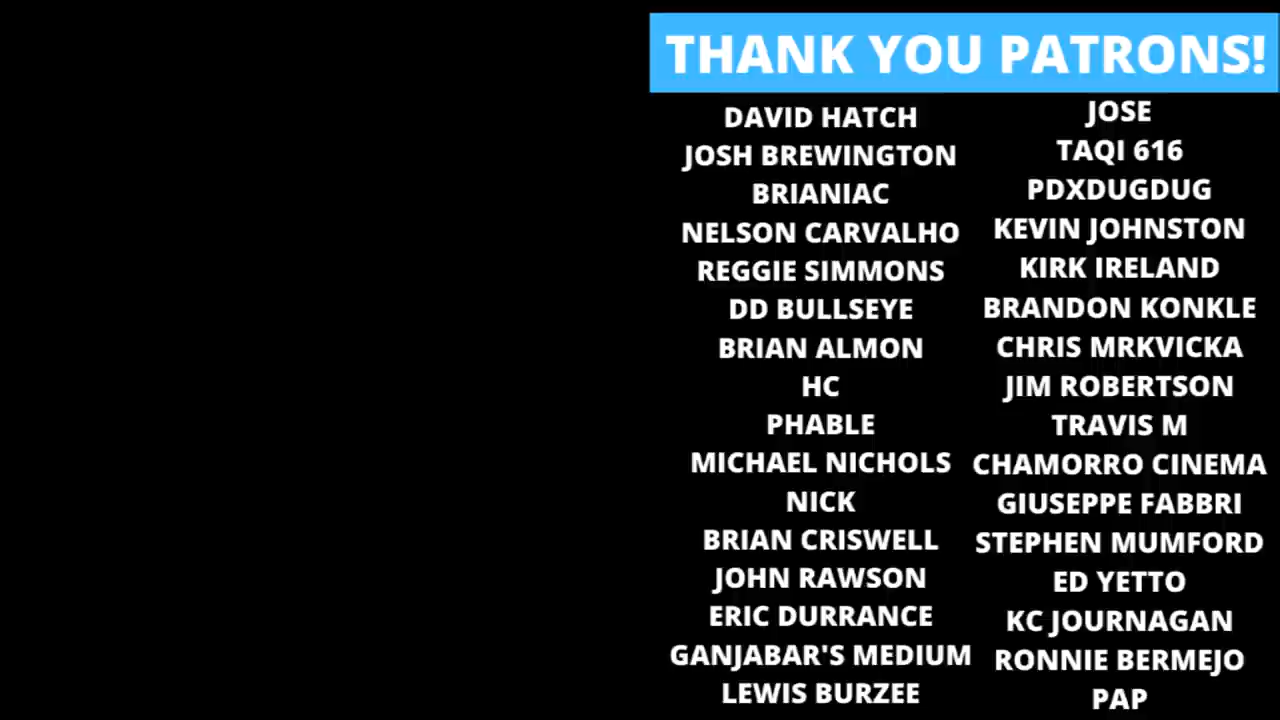 THANK YOU PATRONS!
DAVID HATCH
JOSH BREWINGTON
BRIANIAC
NELSON CARVALHO
REGGIE SIMMONS
DD BULLSEYE
BRIAN ALMON
HC
PHABLE
MICHAEL NICHOLS
NICK
BRIAN CRISWELL
JOHN RAWSON
ERIC DURRANCE
GANJABAR'S MEDIUM
LEWIS BURZEE
JOSE
TAQI 616
PDXDUGDUG
KEVIN JOHNSTON
KIRK IRELAND
BRANDON KONKLE
CHRIS MRKVICKA
JIM ROBERTSON
TRAVIS M
CHAMORRO CINEMA
GIUSEPPE FABBRI
STEPHEN MUMFORD
ED YETTO
KC JOURNAGAN
RONNIE BERMEJO
PAP